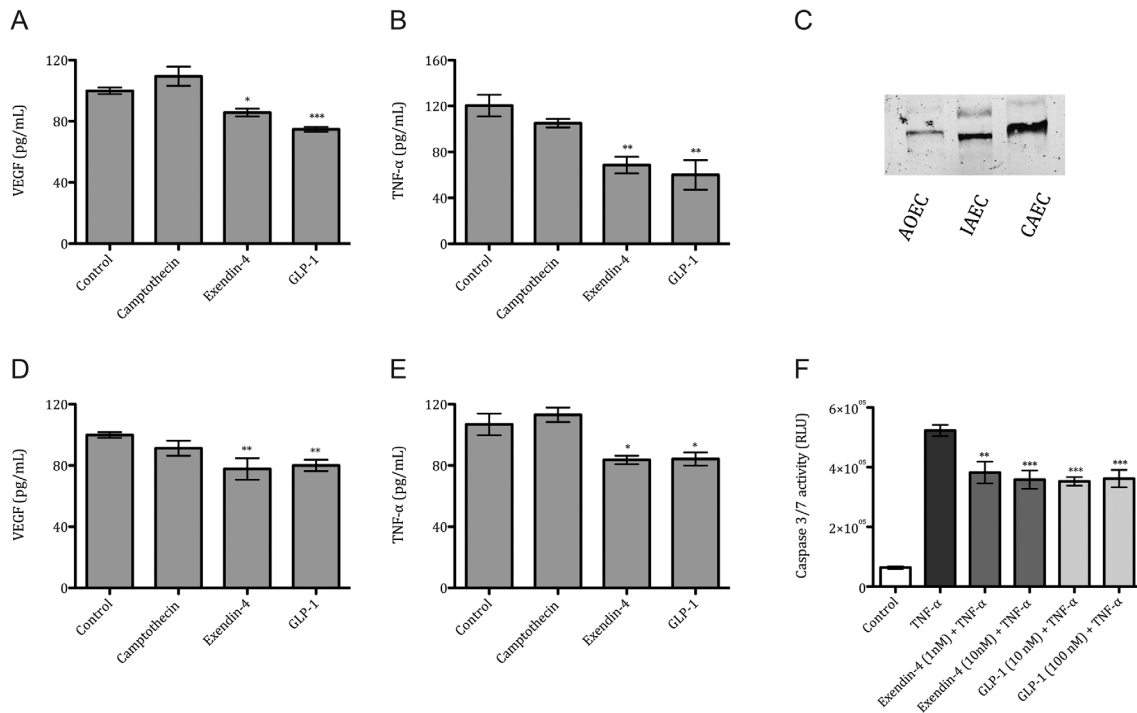 A
VEGF (pg/mL)
120
80
40
0
Control
Camptothecin
Exendin-4
GLP-1
*
***
B
TNF-α (pg/mL)
160
120
80
40
0
Control
Camptothecin
Exendin-4
GLP-1
**
**
C
AOEC
IAEC
CAEC
D
VEGF (pg/mL)
120
80
40
0
Control
Camptothecin
Exendin-4
GLP-1
**
**
E
TNF-α (pg/mL)
120
80
40
0
Control
Camptothecin
Exendin-4
GLP-1
*
*
F
Caspase 3/7 activity (RLU)
6×10⁰⁵
4×10⁰⁵
2×10⁰⁵
0
Control
TNF-α
Exendin-4 (1nM) + TNF-α
Exendin-4 (10nM) + TNF-α
GLP-1 (10 nM) + TNF-α
GLP-1 (100 nM) + TNF-α
**
***
***
***